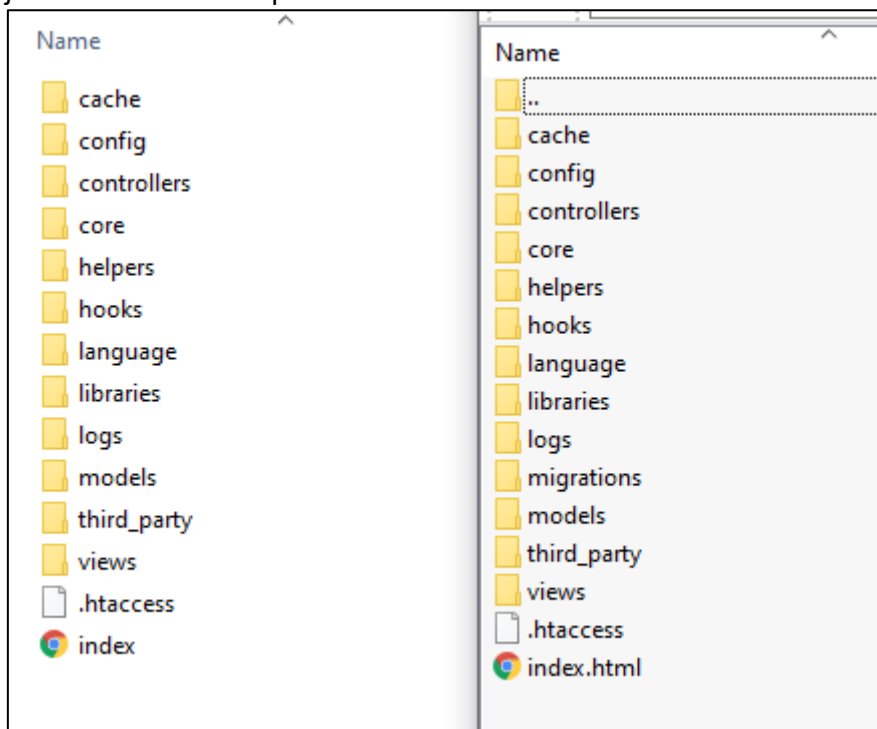 Name
cache
config
controllers
core
helpers
hooks
language
libraries
logs
models
third_party
views
.htaccess
index
Name
..
cache
config
controllers
core
helpers
hooks
language
libraries
logs
migrations
models
third_party
views
.htaccess
index.html